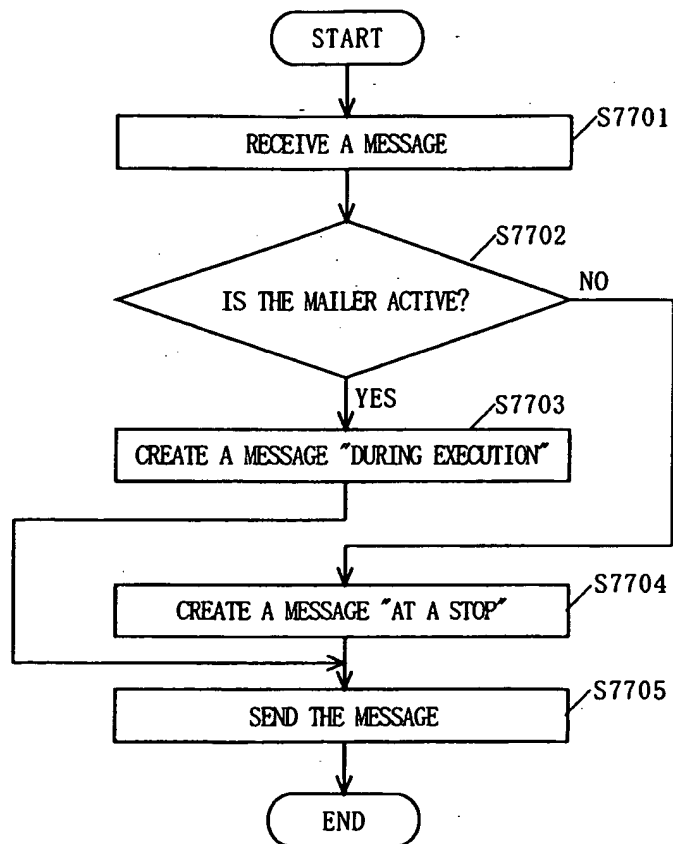 START
S7701
RECEIVE A MESSAGE
S7702
IS THE MAILER ACTIVE?
NO
YES
S7703
CREATE A MESSAGE "DURING EXECUTION"
S7704
CREATE A MESSAGE "AT A STOP"
S7705
SEND THE MESSAGE
END